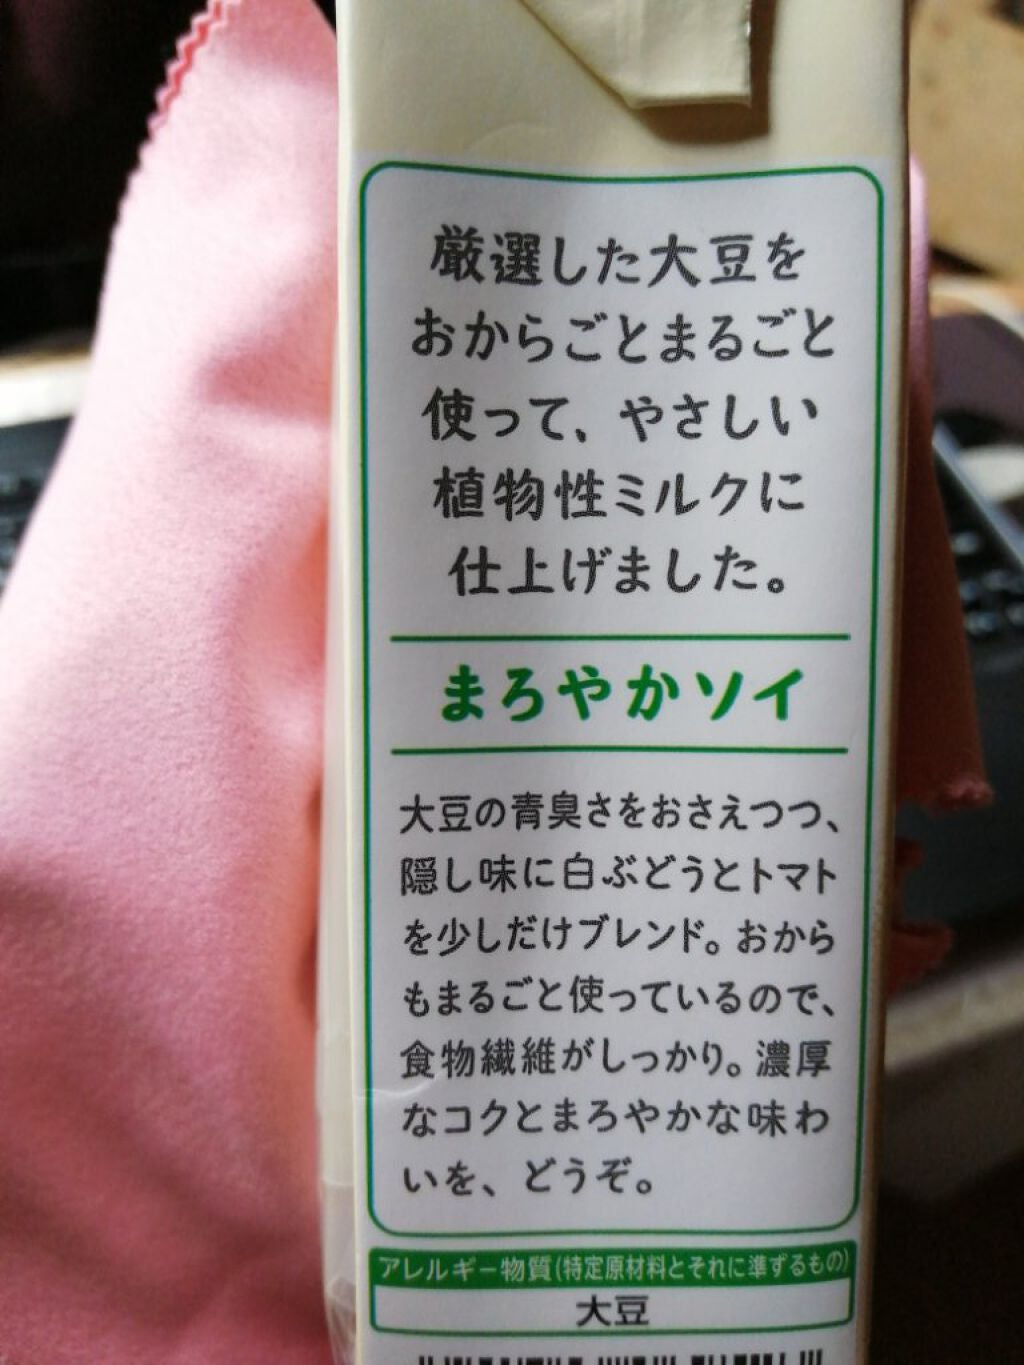 厳選した大豆を
おからごとまるごと
使って、やさしい
植物性ミルクに
仕上げました。
まろやかソイ
大豆の青臭さをおさえつつ、
隠し味に白ぶどうとトマト
を少しだけブレンド。おから
もまるごと使っているので、
食物繊維がしっかり。濃厚
なコクとまろやかな味わ
いを、どうぞ。
アレルギー物質(特定原材料とそれに準ずるもの)
大豆